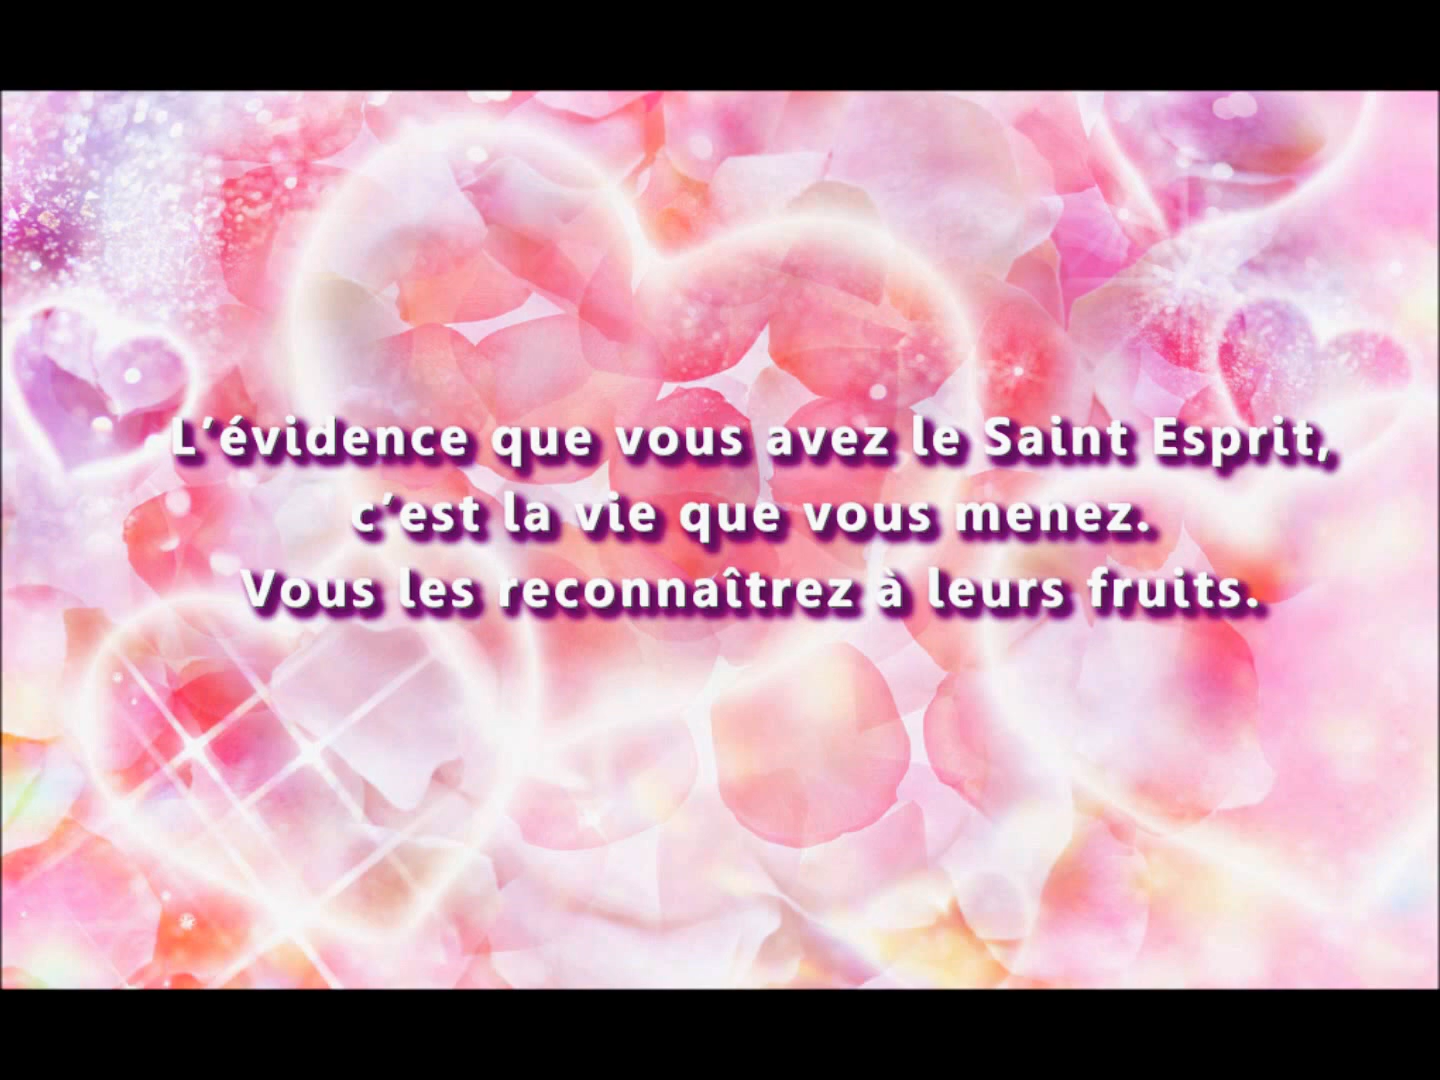 L'évidence que vous avez le Saint Esprit,
c'est la vie que vous menez.
Vous les reconnaîtrez à leurs fruits.